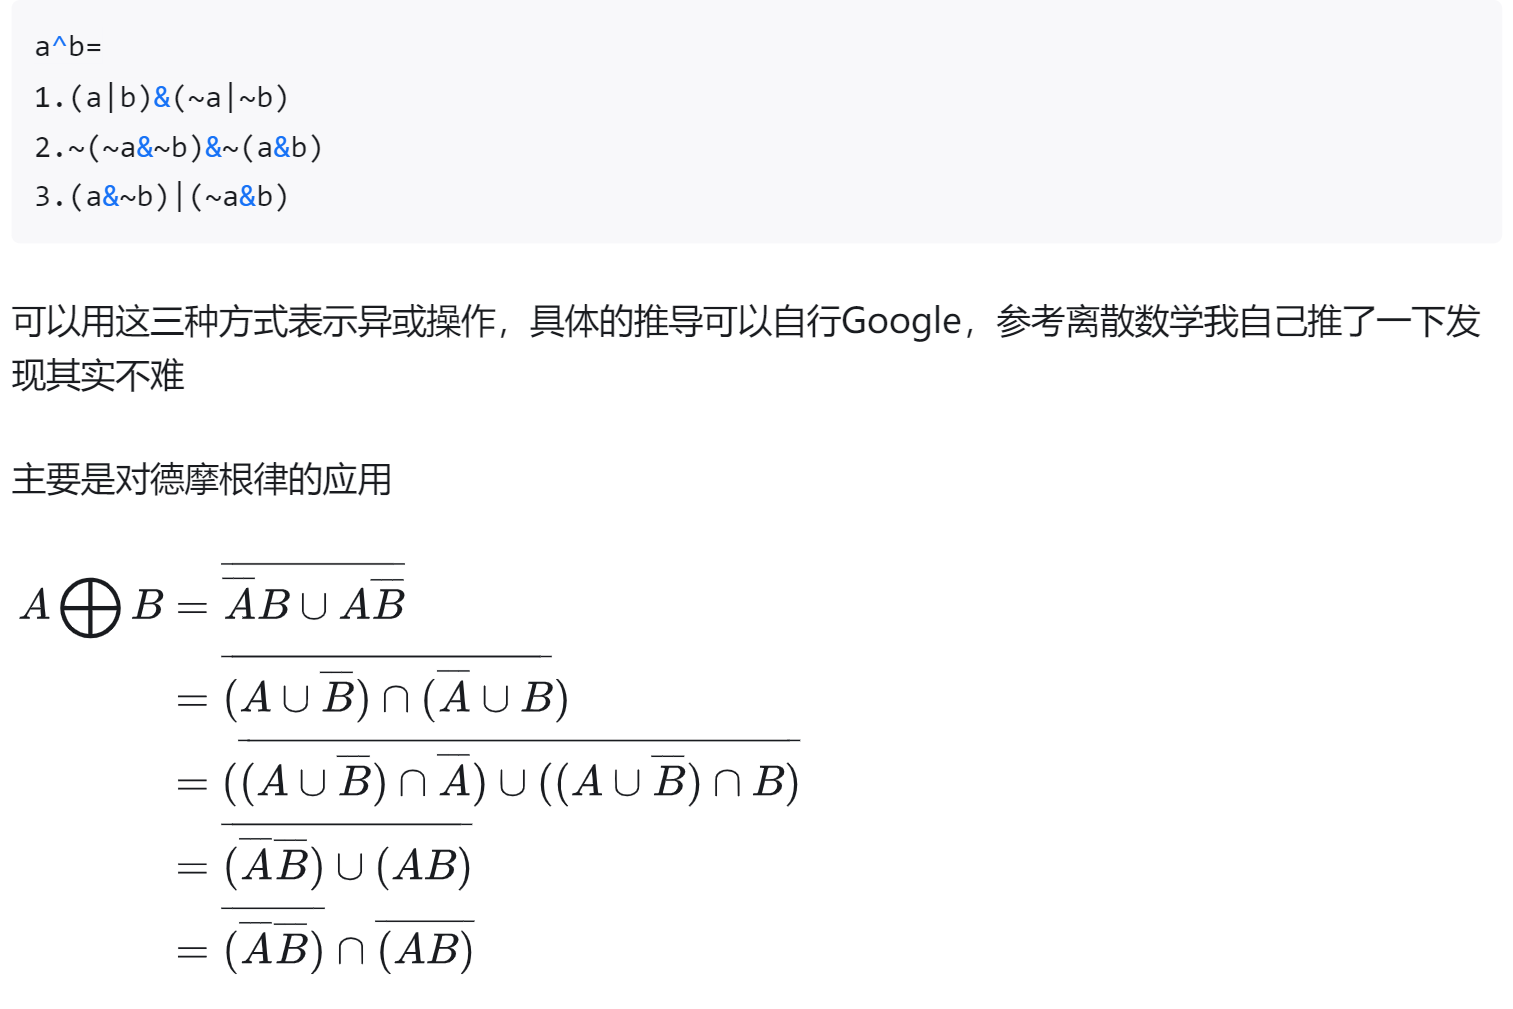 a^b=
1.(a|b)&(~a|~b)
2.~(~a&~b)&~(a&b)
3.(a&~b)|(~a&b)
可以用这三种方式表示异或操作，具体的推导可以自行Google，参考离散数学我自己推了一下发
现其实不难
主要是对德摩根律的应用
$A \bigoplus B = \overline{\overline{\overline{A}B \cup A\overline{B}}}$
$= \overline{(A \cup \overline{B}) \cap (\overline{A} \cup B)}$
$= \overline{((A \cup \overline{B}) \cap \overline{A}) \cup ((A \cup \overline{B}) \cap B)}$
$= \overline{(\overline{A}\,\overline{B}) \cup (AB)}$
$= \overline{(\overline{A}\,\overline{B})} \cap \overline{(AB)}$